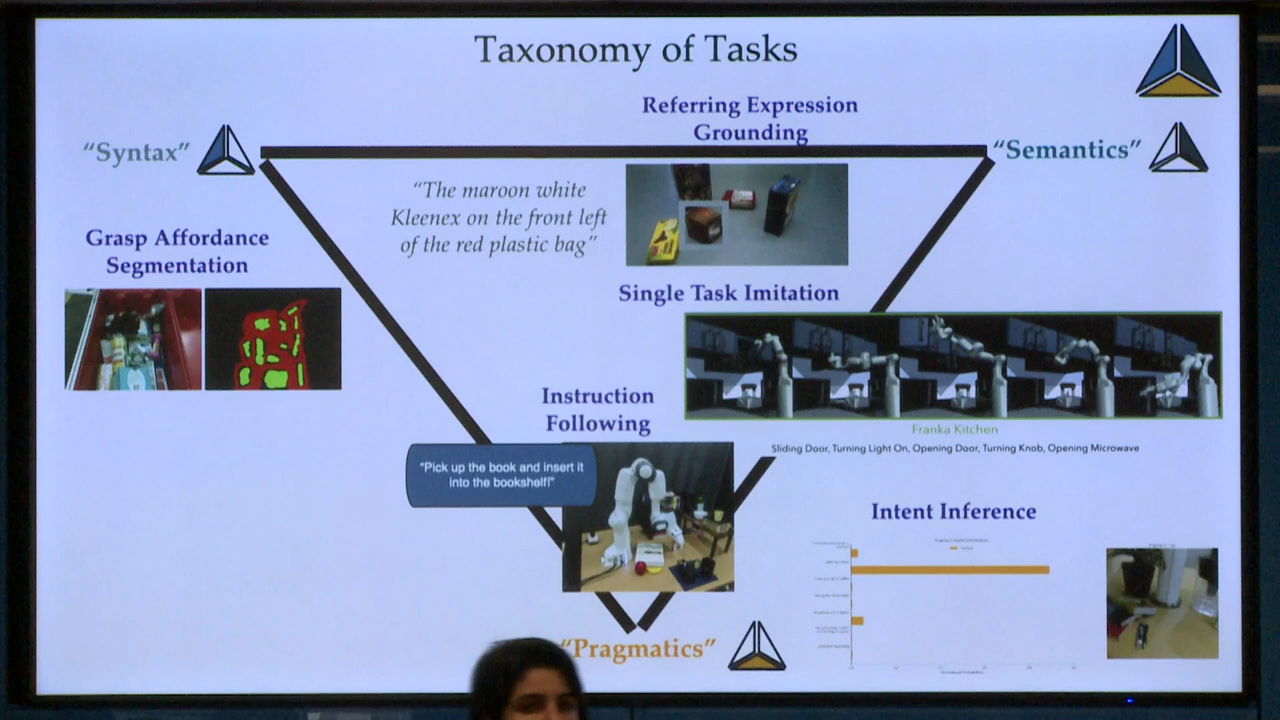 Taxonomy of Tasks
Referring Expression
Grounding
“Syntax”
“Semantics”
“The maroon white
Kleenex on the front left
of the red plastic bag”
Grasp Affordance
Segmentation
Single Task Imitation
Instruction
Following
Franka Kitchen
Sliding Door, Turning Light On, Opening Door, Turning Knob, Opening Microwave
"Pick up the book and insert it
into the bookshelf!"
Intent Inference
“Pragmatics”